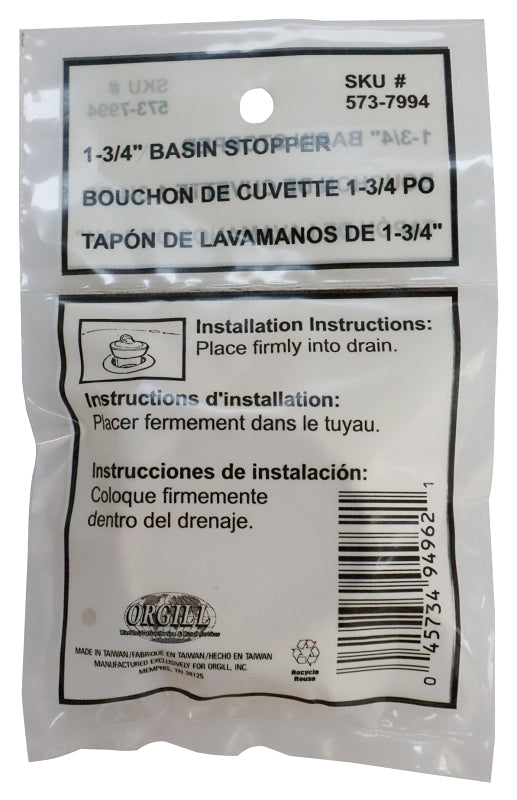 SKU #
573-7994
1-3/4" BASIN STOPPER
BOUCHON DE CUVETTE 1-3/4 PO
TAPÓN DE LAVAMANOS DE 1-3/4"
Installation Instructions:
Place firmly into drain.
Instructions d'installation:
Placer fermement dans le tuyau.
Instrucciones de instalación:
Coloque firmemente
dentro del drenaje.
ORGILL
MADE IN TAIWAN/FABRIQUE EN TAIWAN/HECHO EN TAIWAN
MANUFACTURED EXCLUSIVELY FOR ORGILL, INC.
MEMPHIS, TN 38125
Recycle
Reuse
0 45734 94962 1